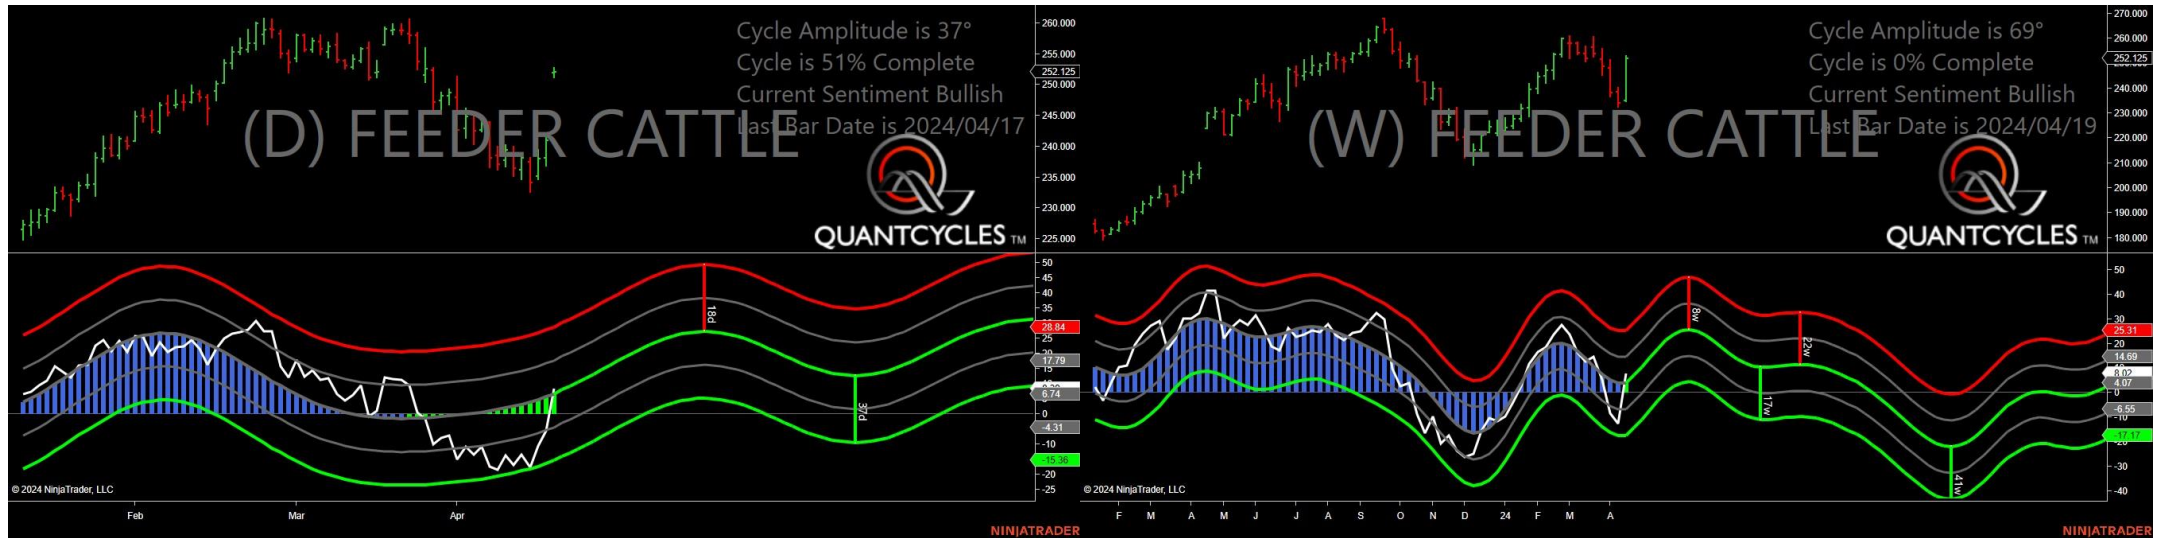 Cycle Amplitude is 37°
Cycle is 51% Complete
Current Sentiment Bullish
Last Bar Date is 2024/04/17
(D) FEEDER CATTLE
QUANTCYCLES TM
260.000
255.000
252.125
250.000
245.000
240.000
235.000
230.000
225.000
18d
37d
50
45
40
35
28.84
17.79
15
6.74
0
-4.31
-10
-15.36
-20
-25
© 2024 NinjaTrader, LLC
Feb Mar Apr
NINJATRADER
Cycle Amplitude is 69°
Cycle is 0% Complete
Current Sentiment Bullish
Last Bar Date is 2024/04/19
(W) FEEDER CATTLE
QUANTCYCLES TM
270.000
260.000
252.125
240.000
230.000
220.000
210.000
200.000
190.000
180.000
8w
22w
17w
41w
50
40
30
25.31
20
14.69
8.02
4.07
0
-6.55
-10
-17.17
-20
-30
-40
© 2024 NinjaTrader, LLC
F M A M J J A S O N D 24 F M A
NINJATRADER